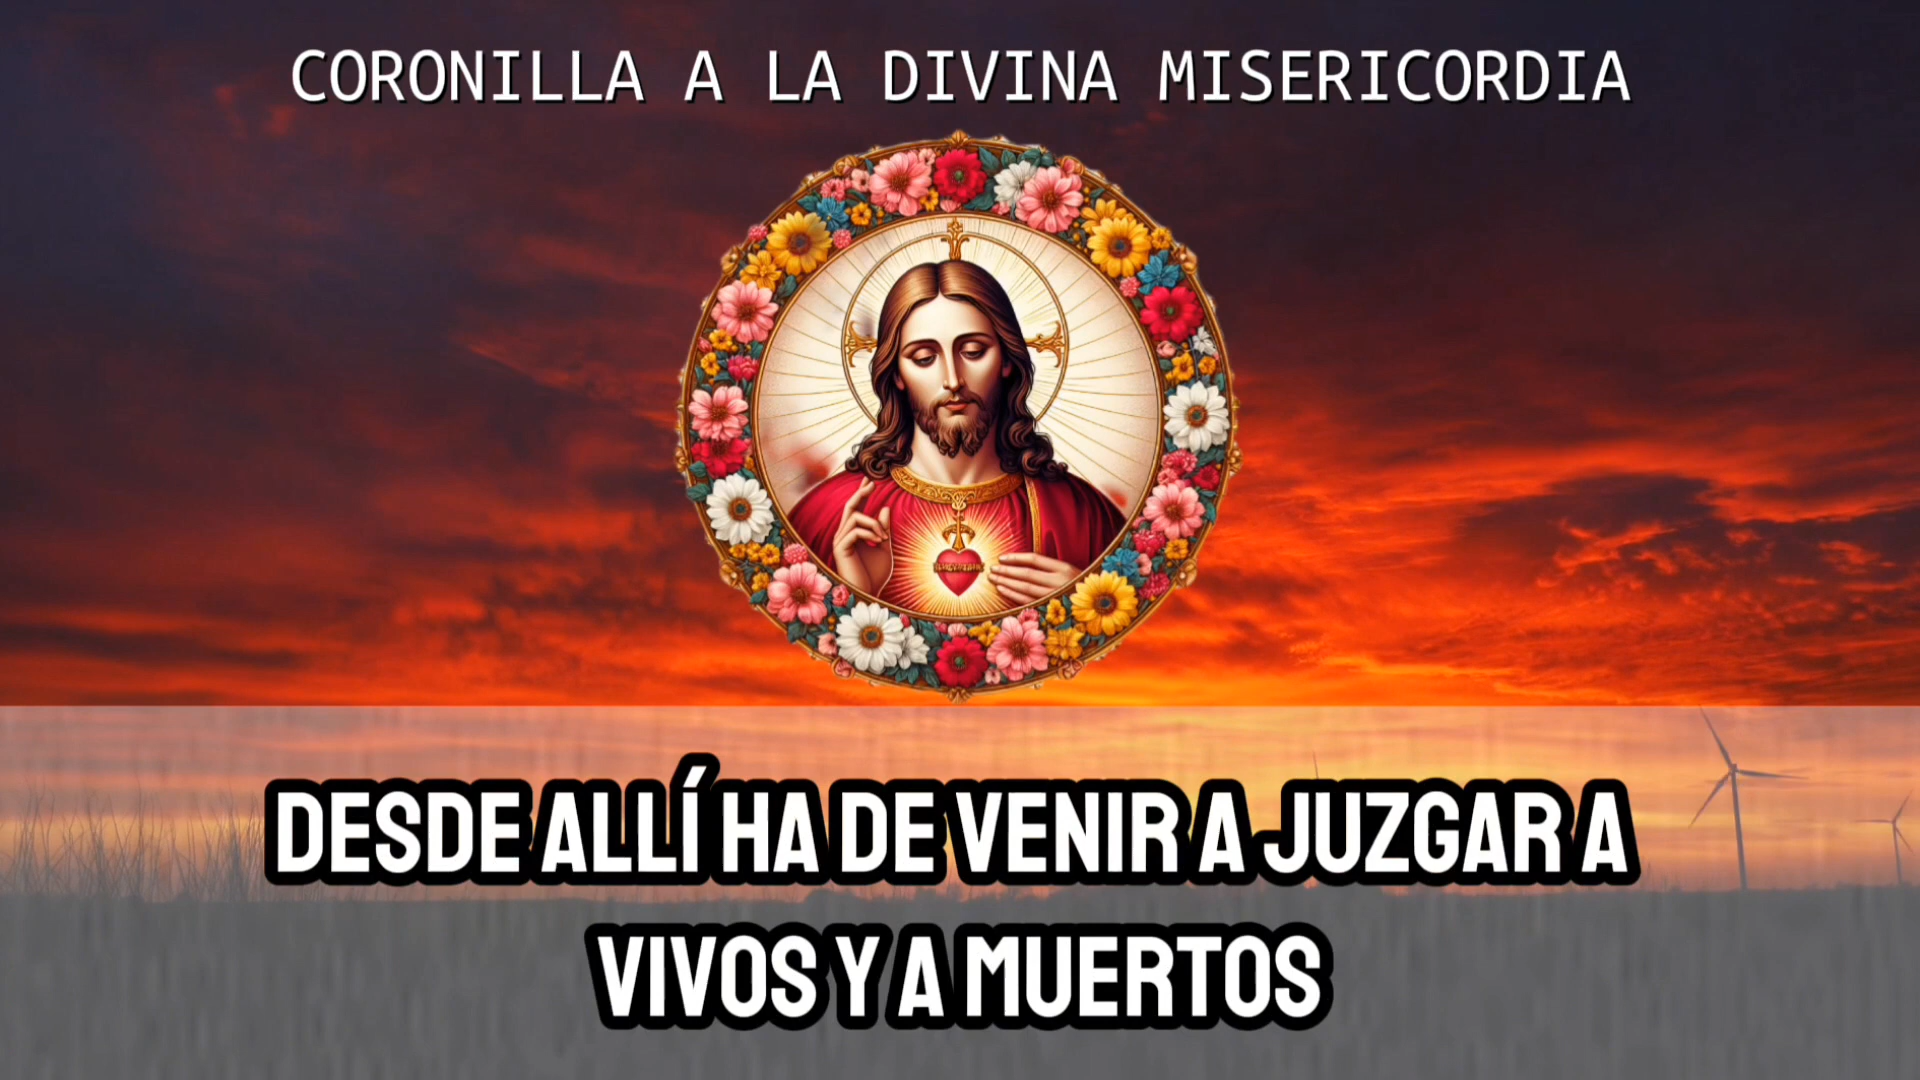 CORONILLA A LA DIVINA MISERICORDIA
DESDE ALLÍ HA DE VENIR A JUZGAR A
VIVOS Y A MUERTOS